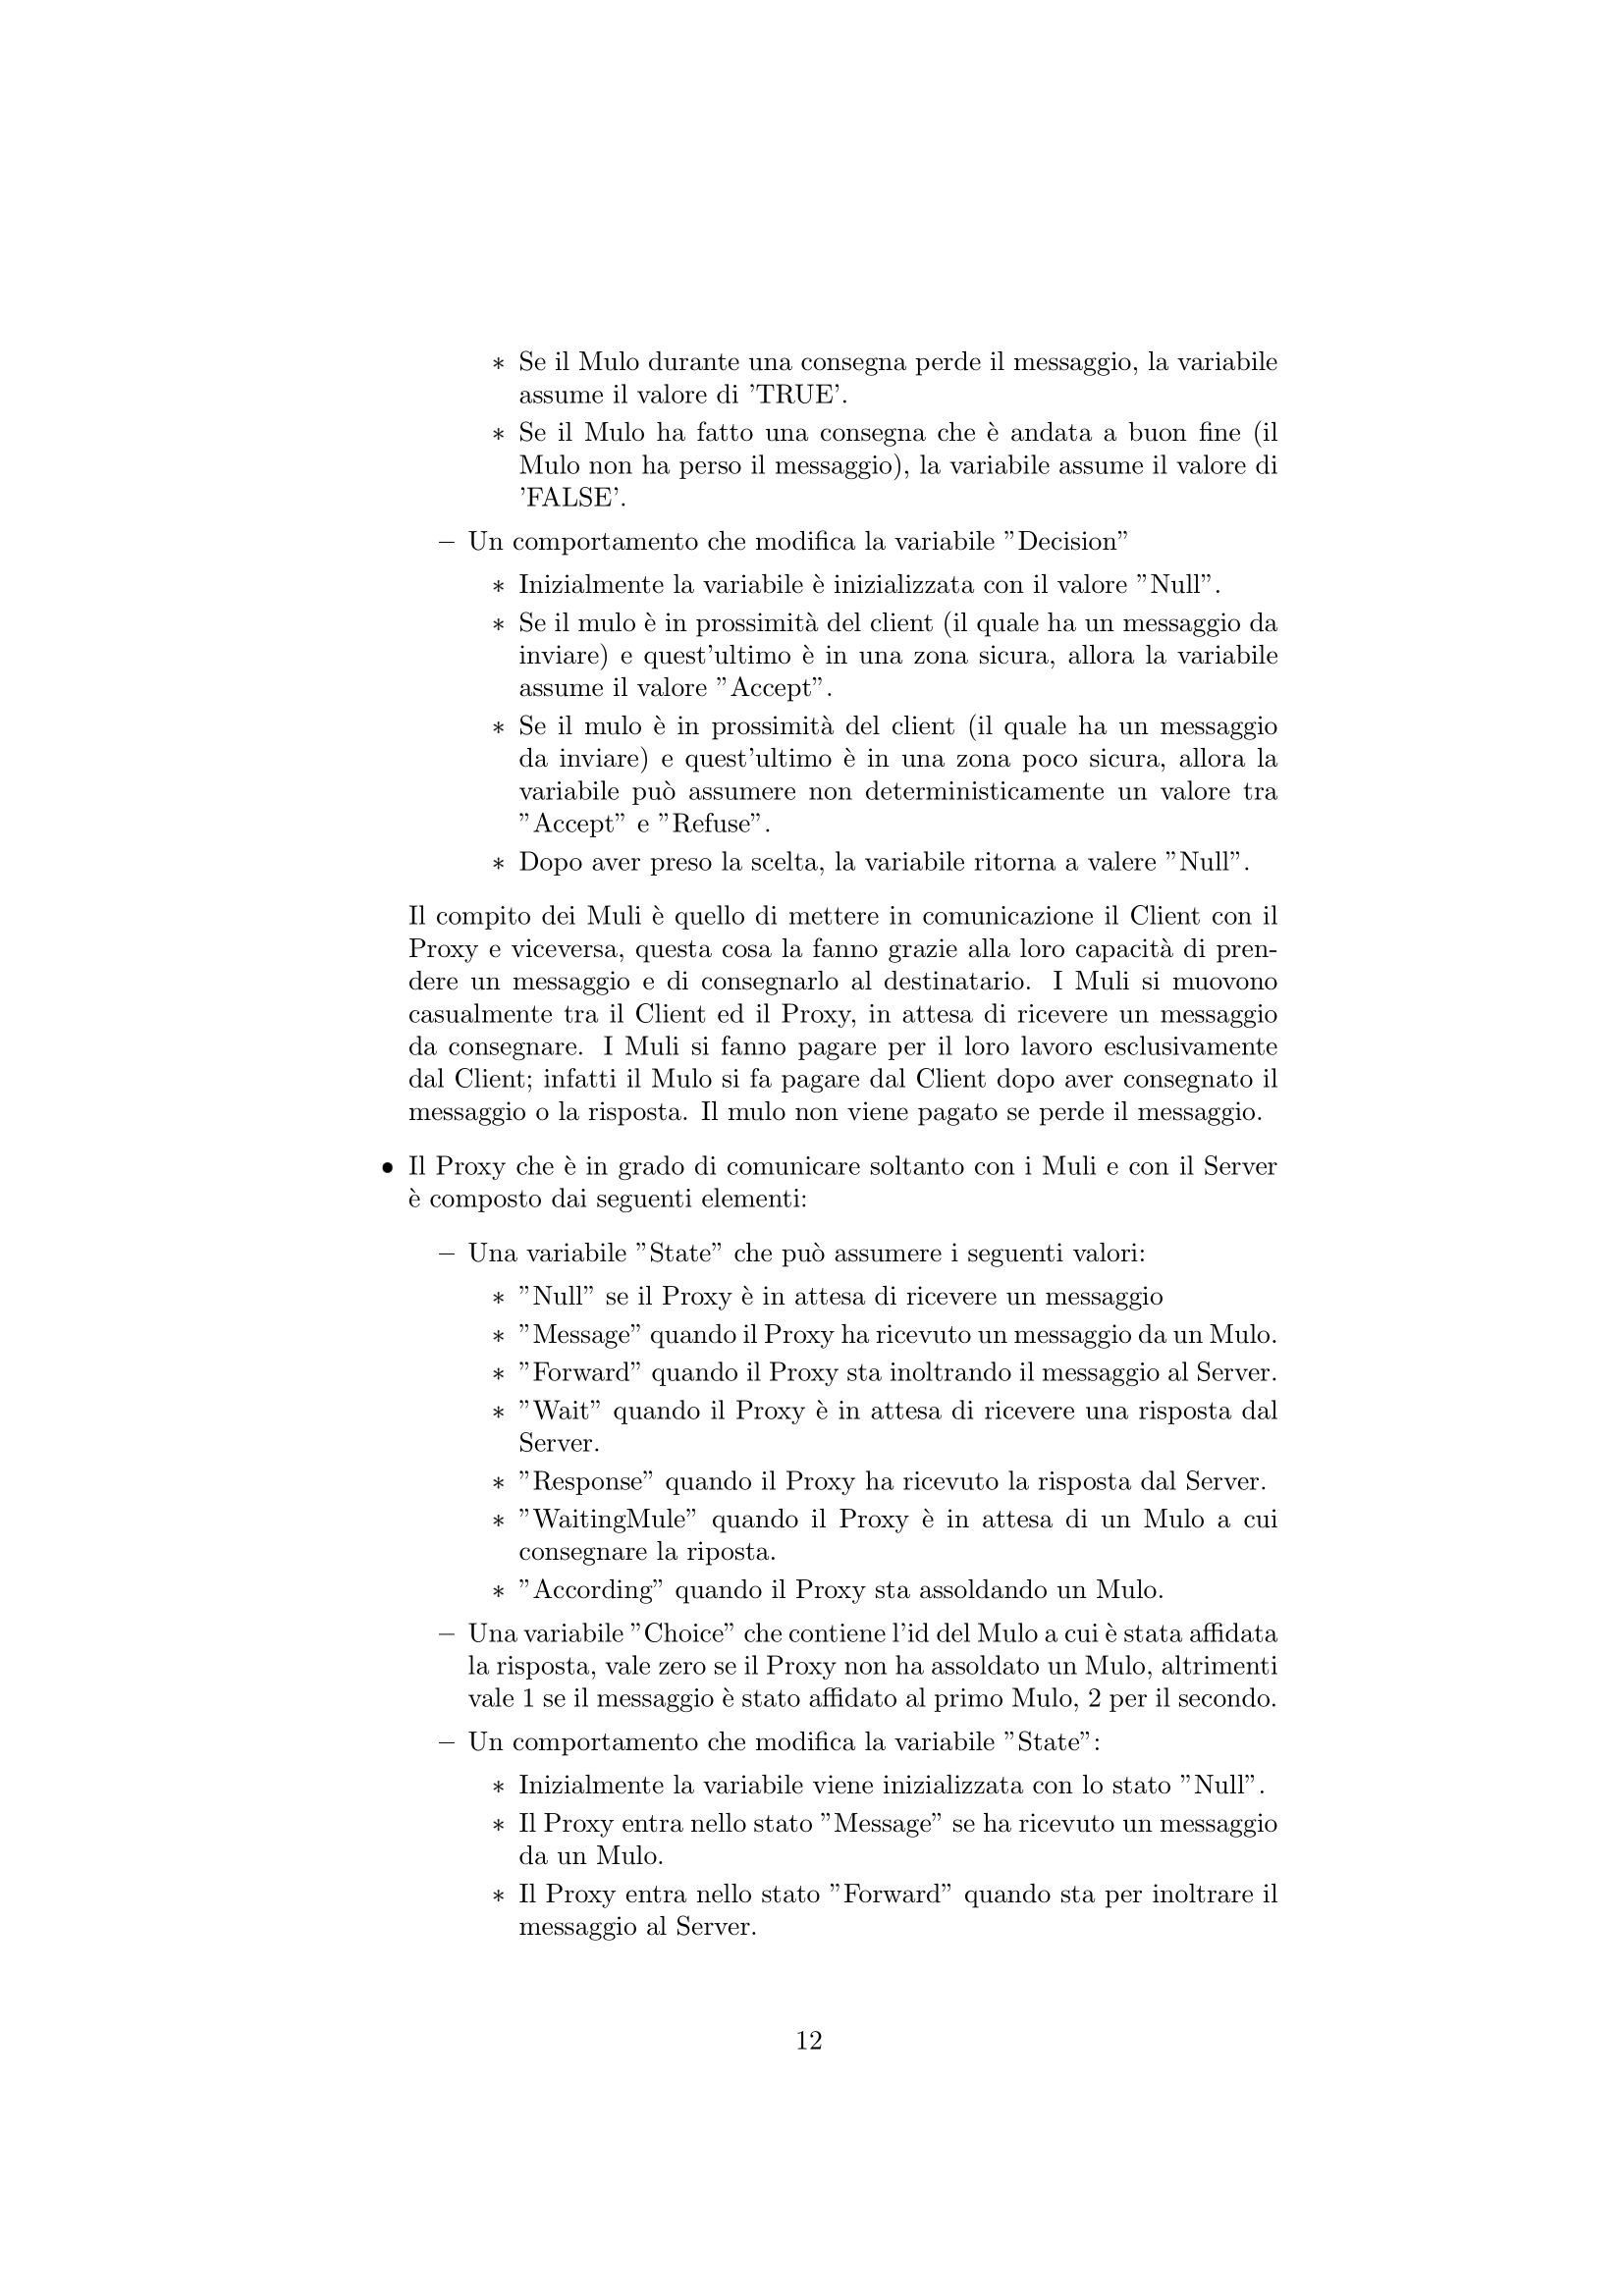 ∗ Se il Mulo durante una consegna perde il messaggio, la variabile
assume il valore di ’TRUE’.
∗ Se il Mulo ha fatto una consegna che è andata a buon fine (il
Mulo non ha perso il messaggio), la variabile assume il valore di
’FALSE’.
– Un comportamento che modifica la variabile ”Decision”
∗ Inizialmente la variabile è inizializzata con il valore ”Null”.
∗ Se il mulo è in prossimità del client (il quale ha un messaggio da
inviare) e quest’ultimo è in una zona sicura, allora la variabile
assume il valore ”Accept”.
∗ Se il mulo è in prossimità del client (il quale ha un messaggio
da inviare) e quest’ultimo è in una zona poco sicura, allora la
variabile può assumere non deterministicamente un valore tra
”Accept” e ”Refuse”.
∗ Dopo aver preso la scelta, la variabile ritorna a valere ”Null”.
Il compito dei Muli è quello di mettere in comunicazione il Client con il
Proxy e viceversa, questa cosa la fanno grazie alla loro capacità di pren-
dere un messaggio e di consegnarlo al destinatario. I Muli si muovono
casualmente tra il Client ed il Proxy, in attesa di ricevere un messaggio
da consegnare. I Muli si fanno pagare per il loro lavoro esclusivamente
dal Client; infatti il Mulo si fa pagare dal Client dopo aver consegnato il
messaggio o la risposta. Il mulo non viene pagato se perde il messaggio.
• Il Proxy che è in grado di comunicare soltanto con i Muli e con il Server
è composto dai seguenti elementi:
– Una variabile ”State” che può assumere i seguenti valori:
∗ ”Null” se il Proxy è in attesa di ricevere un messaggio
∗ ”Message” quando il Proxy ha ricevuto un messaggio da un Mulo.
∗ ”Forward” quando il Proxy sta inoltrando il messaggio al Server.
∗ ”Wait” quando il Proxy è in attesa di ricevere una risposta dal
Server.
∗ ”Response” quando il Proxy ha ricevuto la risposta dal Server.
∗ ”WaitingMule” quando il Proxy è in attesa di un Mulo a cui
consegnare la riposta.
∗ ”According” quando il Proxy sta assoldando un Mulo.
– Una variabile ”Choice” che contiene l’id del Mulo a cui è stata affidata
la risposta, vale zero se il Proxy non ha assoldato un Mulo, altrimenti
vale 1 se il messaggio è stato affidato al primo Mulo, 2 per il secondo.
– Un comportamento che modifica la variabile ”State”:
∗ Inizialmente la variabile viene inizializzata con lo stato ”Null”.
∗ Il Proxy entra nello stato ”Message” se ha ricevuto un messaggio
da un Mulo.
∗ Il Proxy entra nello stato ”Forward” quando sta per inoltrare il
messaggio al Server.
12